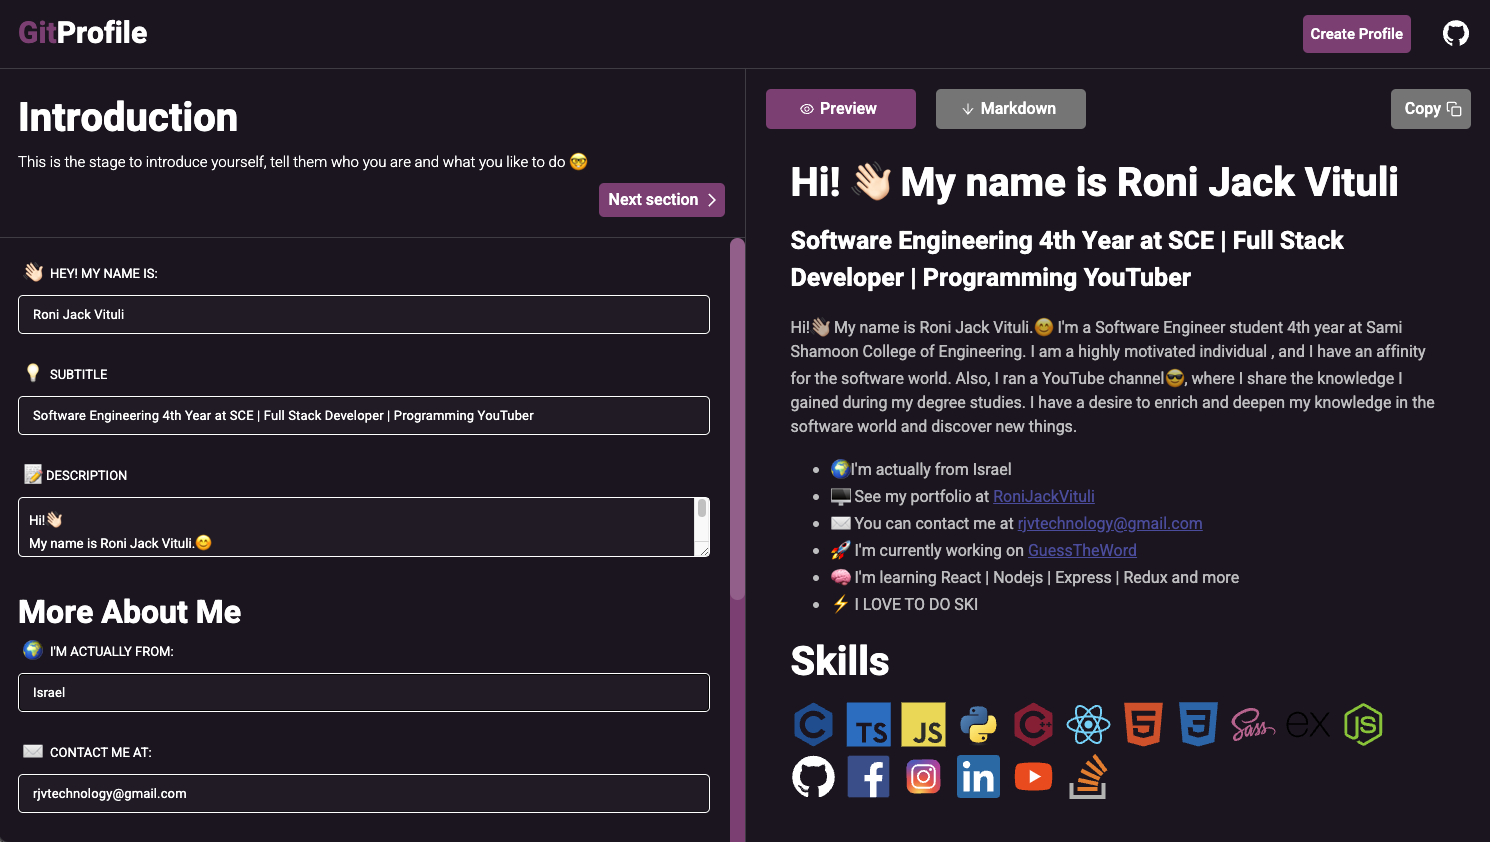 GitProfile
Create Profile
Introduction
This is the stage to introduce yourself, tell them who you are and what you like to do 🤓
Next section
👋🏻 HEY! MY NAME IS:
Roni Jack Vituli
💡 SUBTITLE
Software Engineering 4th Year at SCE | Full Stack Developer | Programming YouTuber
📝 DESCRIPTION
Hi!👋🏻
My name is Roni Jack Vituli.😊
More About Me
🌍 I'M ACTUALLY FROM:
Israel
✉️ CONTACT ME AT:
rjvtechnology@gmail.com
Preview
Markdown
Copy
Hi! 👋🏻 My name is Roni Jack Vituli
Software Engineering 4th Year at SCE | Full Stack
Developer | Programming YouTuber
Hi!👋🏻 My name is Roni Jack Vituli.😊 I'm a Software Engineer student 4th year at Sami
Shamoon College of Engineering. I am a highly motivated individual , and I have an affinity
for the software world. Also, I ran a YouTube channel😎, where I share the knowledge I
gained during my degree studies. I have a desire to enrich and deepen my knowledge in the
software world and discover new things.
• 🌍I'm actually from Israel
• 🖥️ See my portfolio at RoniJackVituli
• ✉️ You can contact me at rjvtechnology@gmail.com
• 🚀 I'm currently working on GuessTheWord
• 🧠 I'm learning React | Nodejs | Express | Redux and more
• ⚡ I LOVE TO DO SKI
Skills
C TS JS C++ 5 3 Sass ex JS
f in